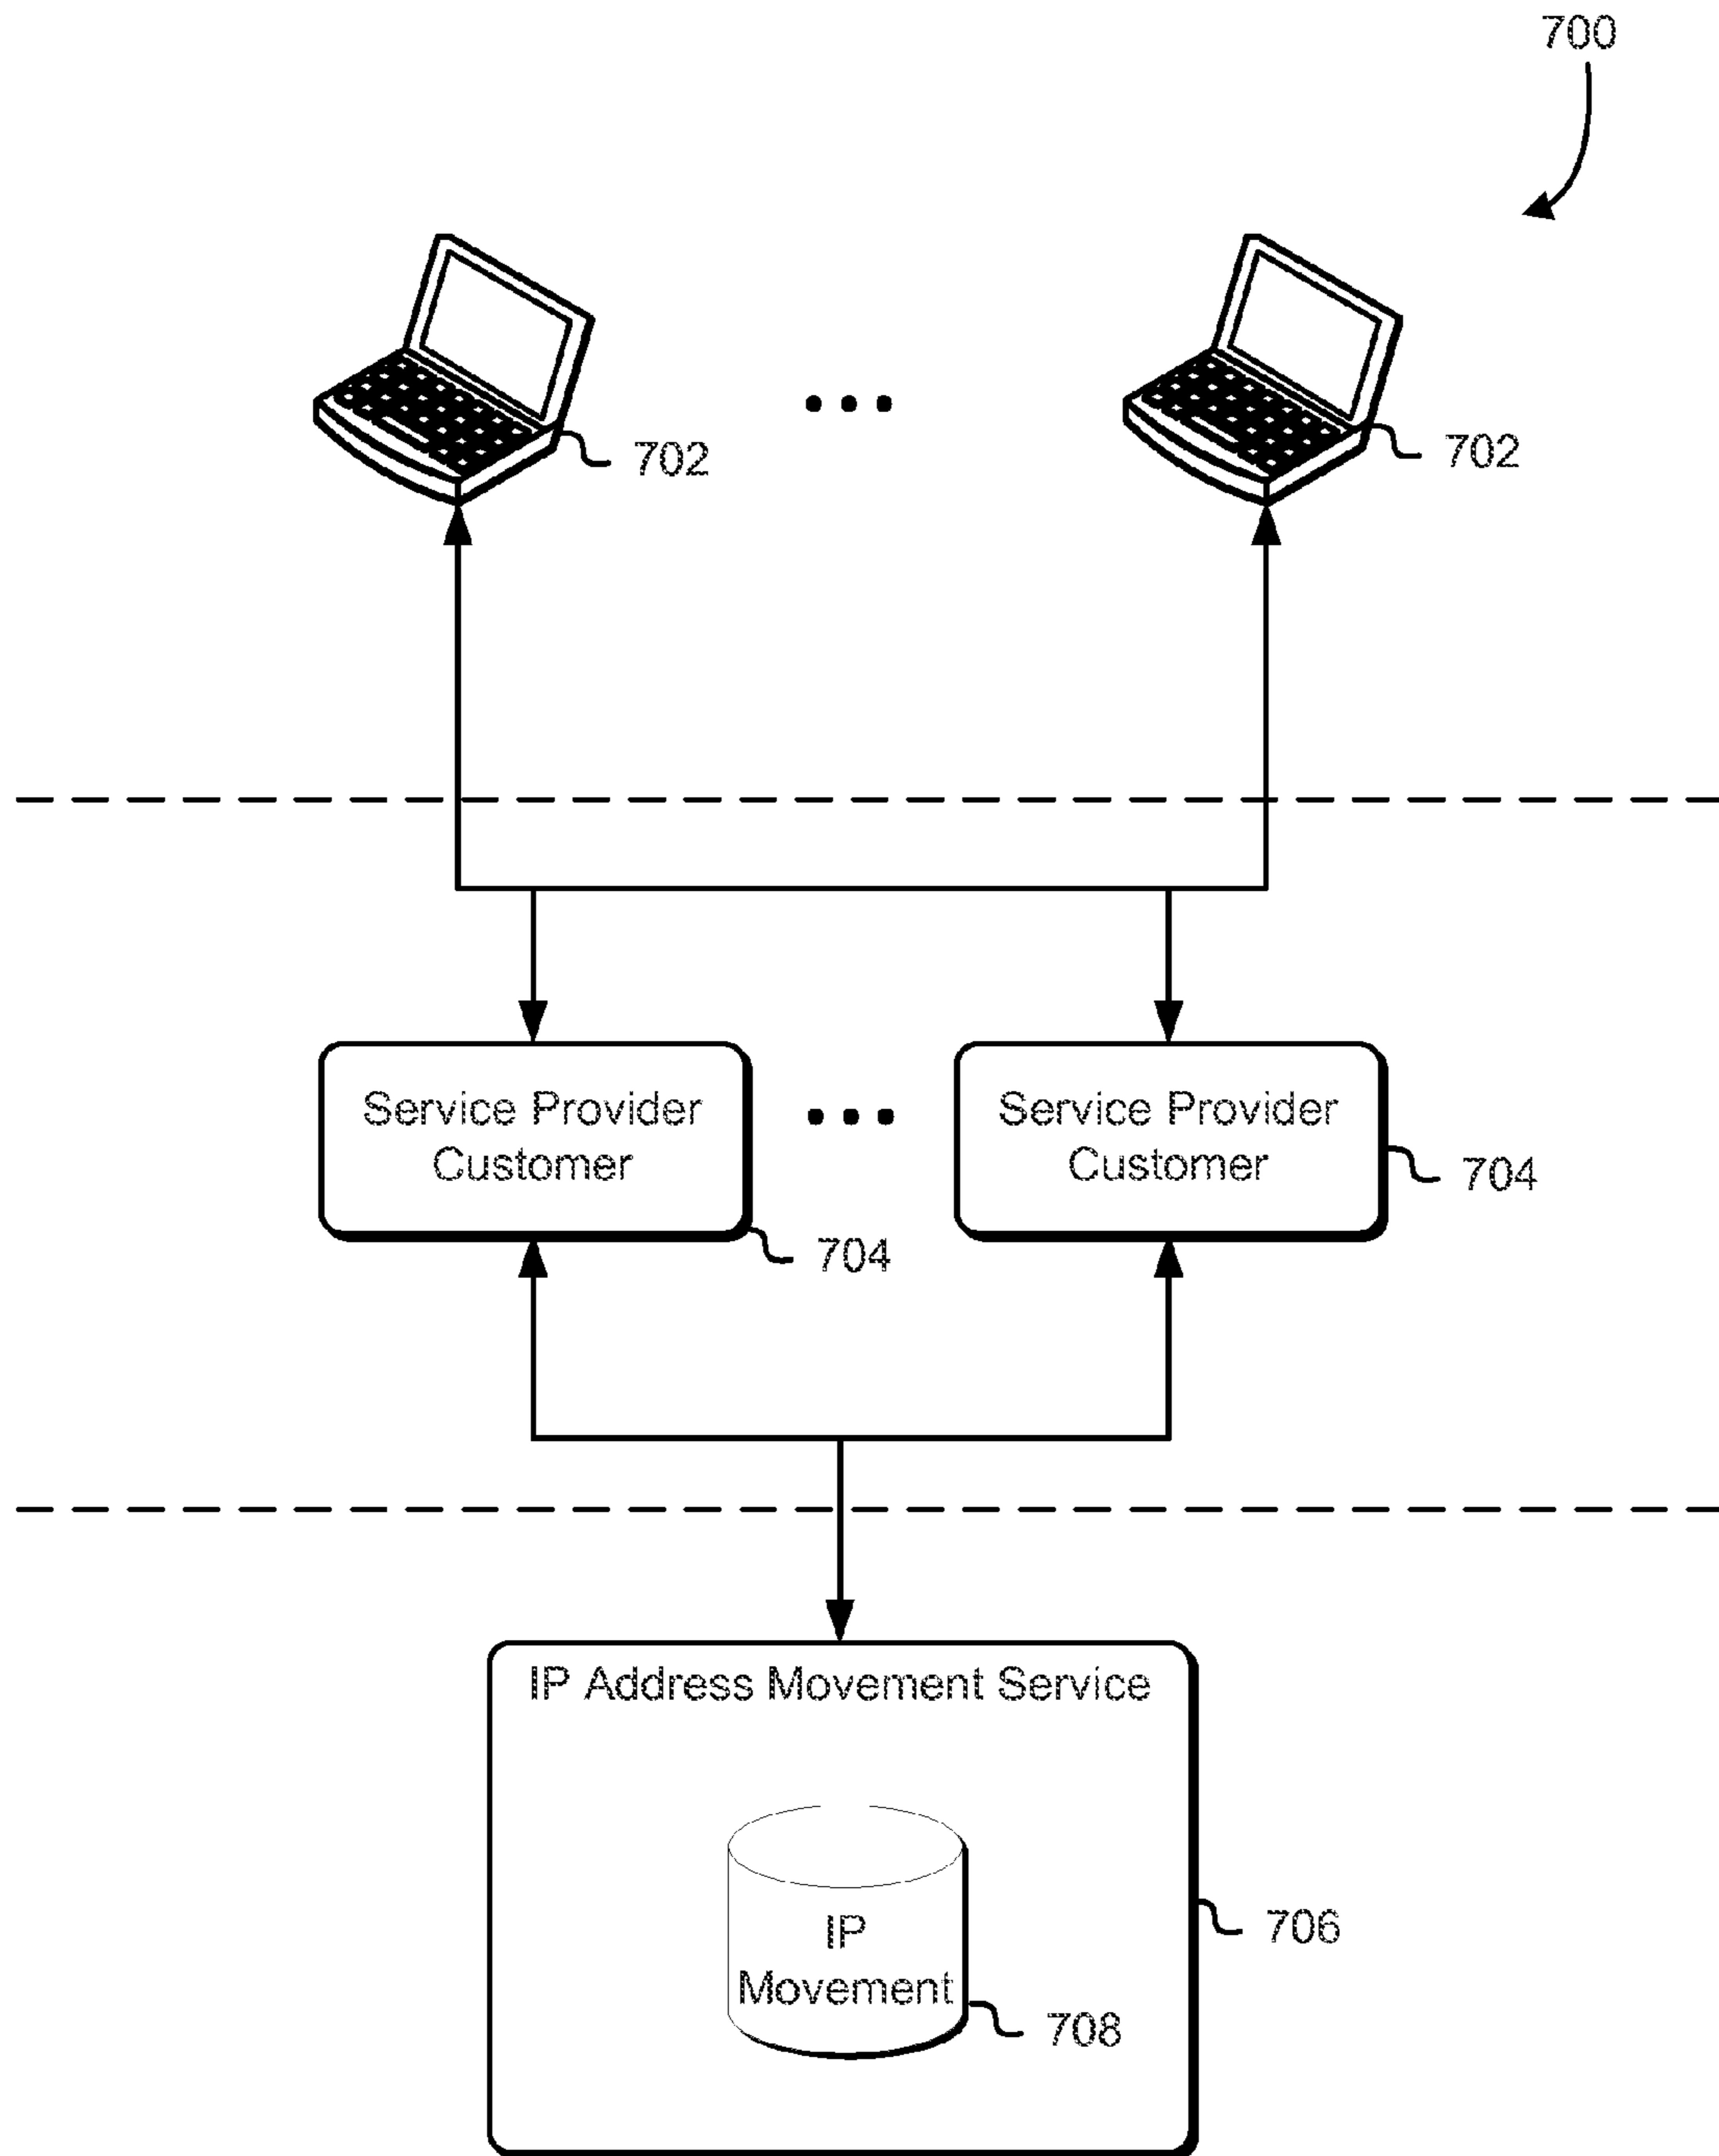 700
702
702
Service Provider
Customer
Service Provider
Customer
704
704
IP Address Movement Service
IP
Movement
706
708